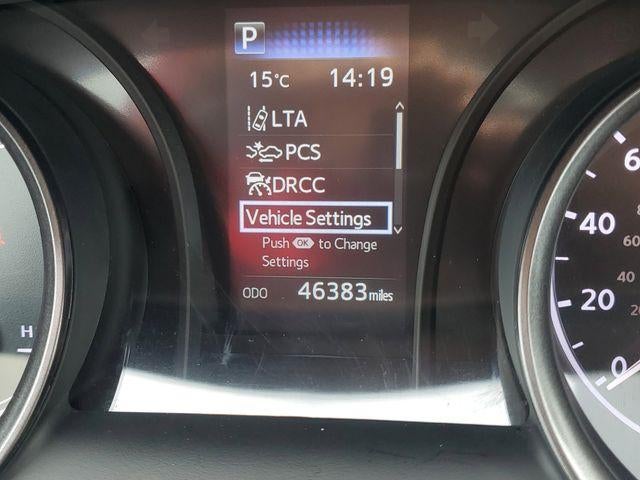 P
15°C 14:19
LTA
PCS
DRCC
Vehicle Settings
Push OK to Change
Settings
ODO 46383 miles
H
6
40
20
0
60
40